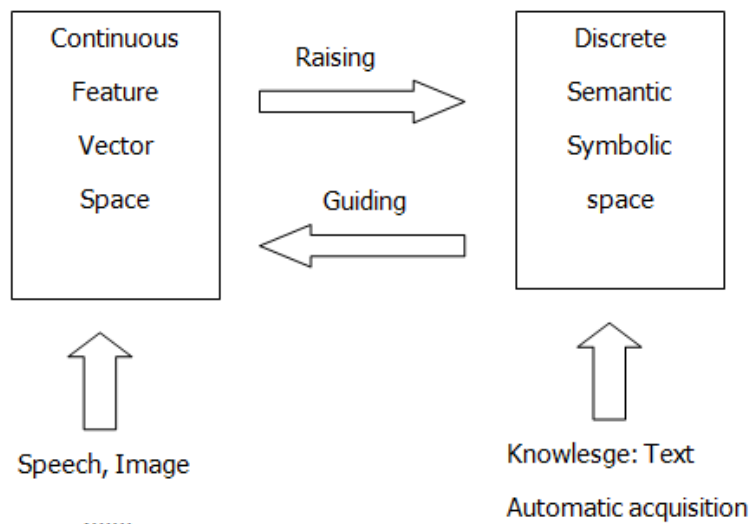 Continuous
Feature
Vector
Space
Raising
Guiding
Discrete
Semantic
Symbolic
space
Speech, Image
........
Knowlesge: Text
Automatic acquisition